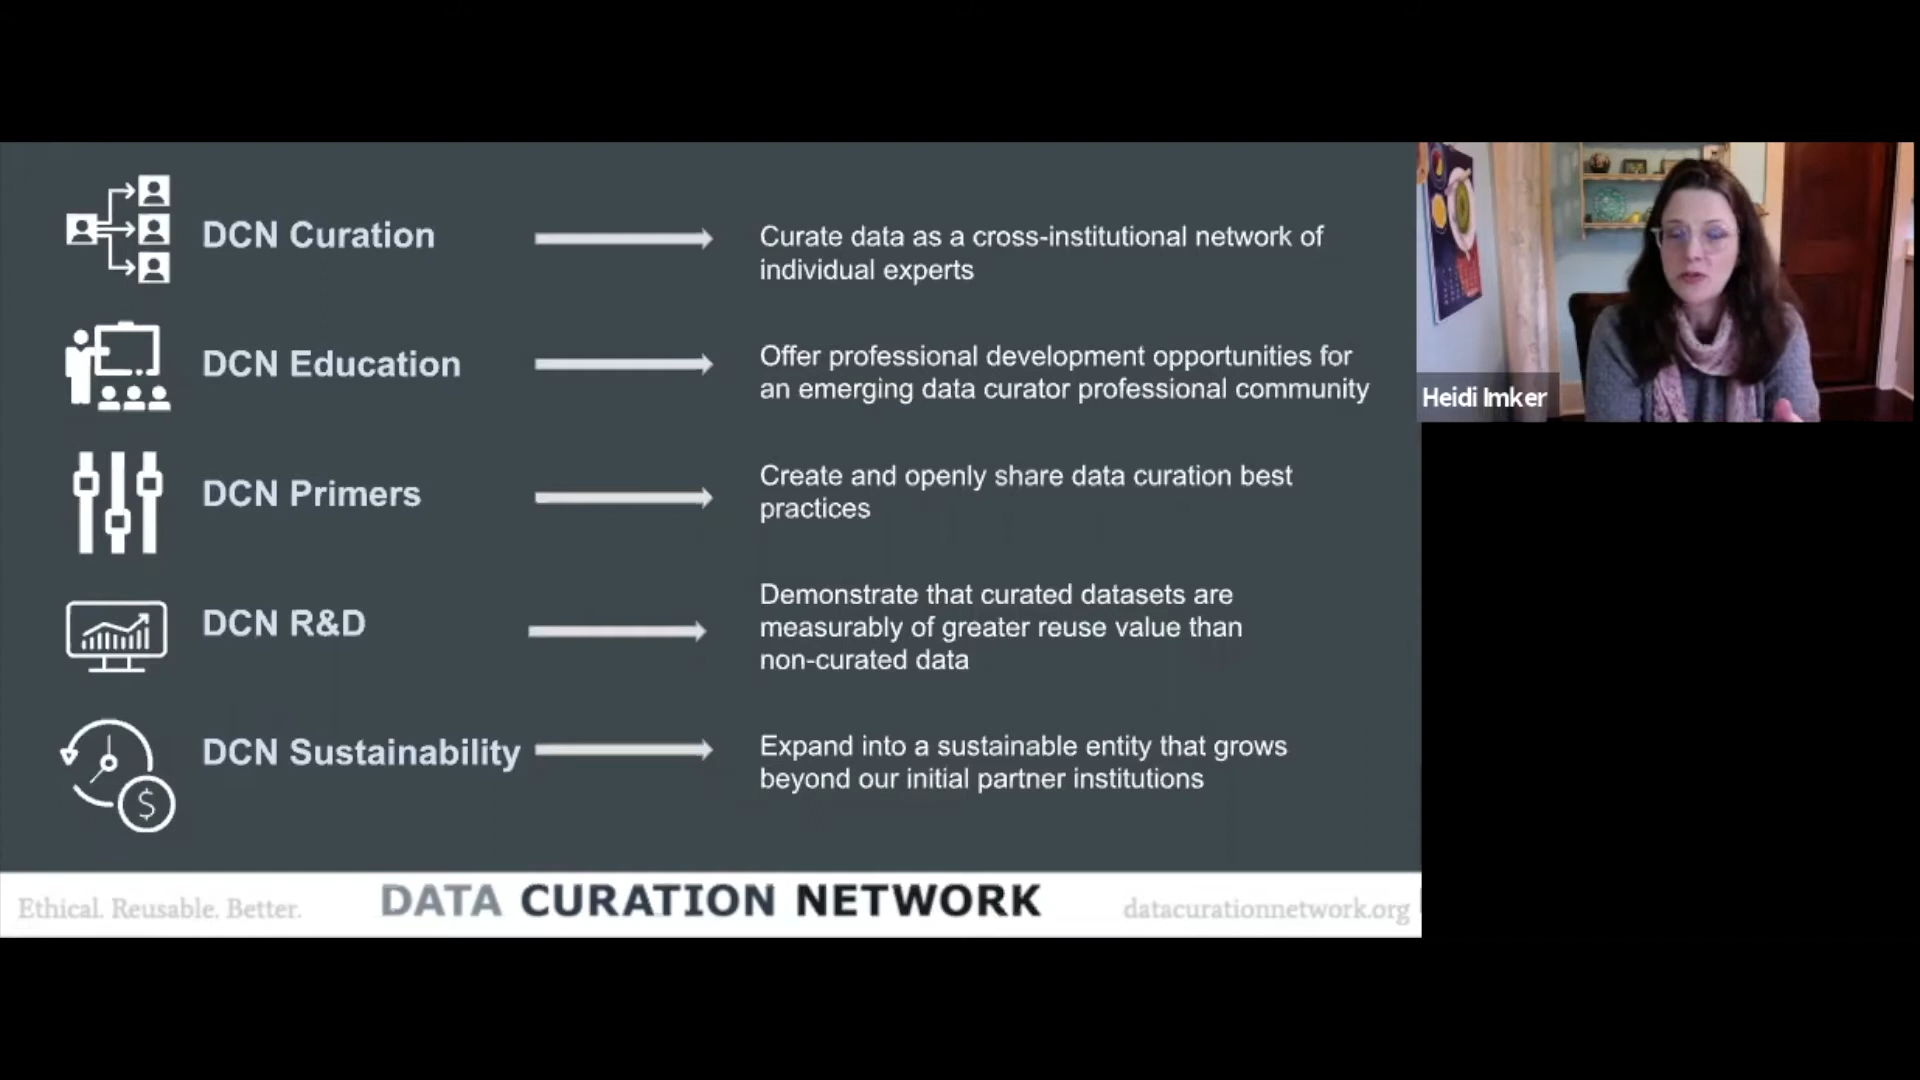 DCN Curation
Curate data as a cross-institutional network of
individual experts
DCN Education
Offer professional development opportunities for
an emerging data curator professional community
DCN Primers
Create and openly share data curation best
practices
DCN R&D
Demonstrate that curated datasets are
measurably of greater reuse value than
non-curated data
DCN Sustainability
Expand into a sustainable entity that grows
beyond our initial partner institutions
$
Ethical. Reusable. Better.
DATA CURATION NETWORK
datacurationnetwork.org
Heidi Imker